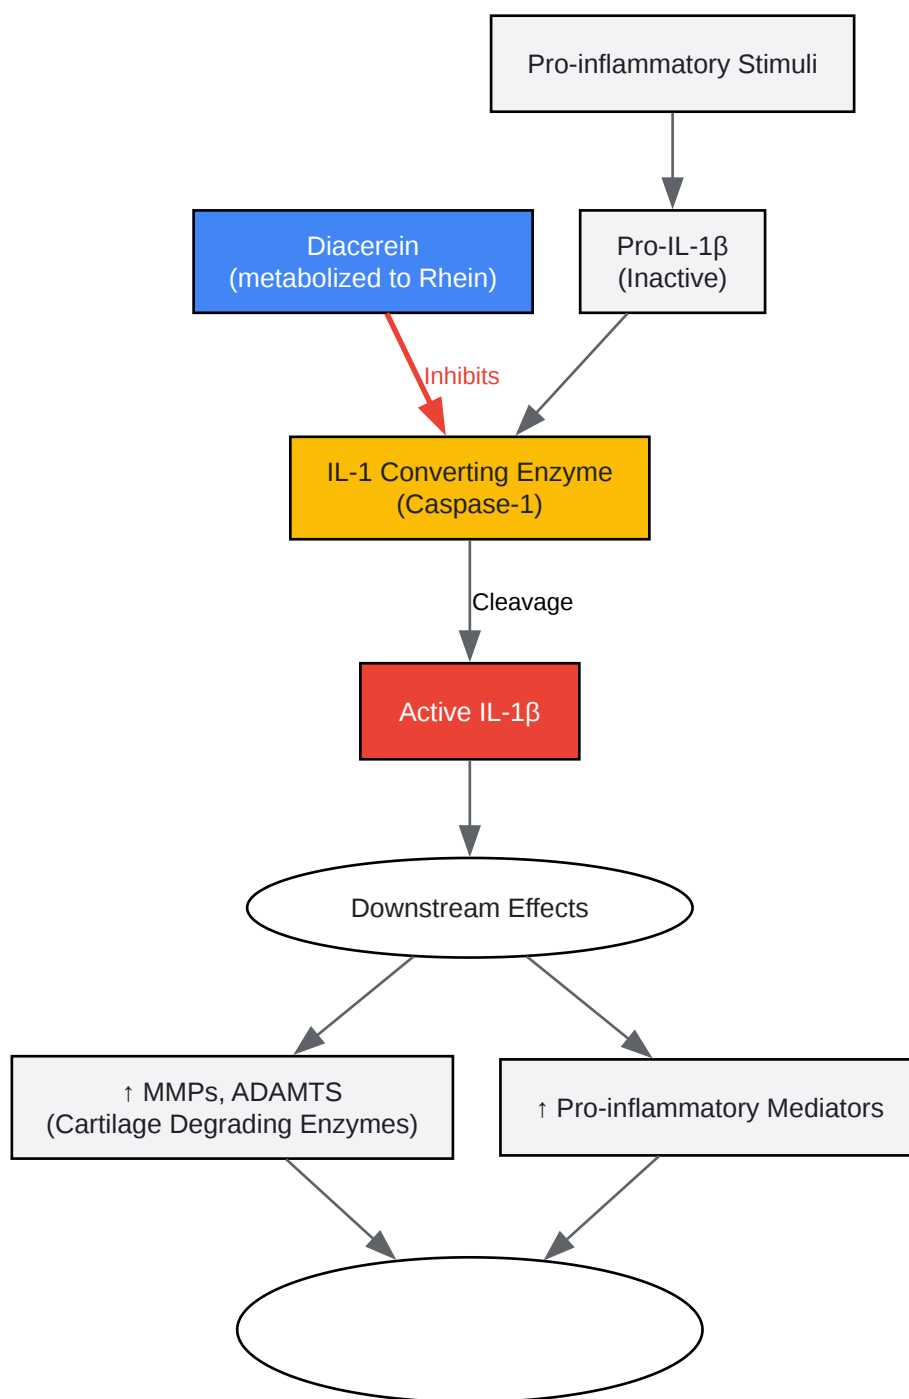 Pro-inflammatory Stimuli
Diacerein
(metabolized to Rhein)
Pro-IL-1β
(Inactive)
Inhibits
IL-1 Converting Enzyme
(Caspase-1)
Cleavage
Active IL-1β
Downstream Effects
↑ MMPs, ADAMTS
(Cartilage Degrading Enzymes)
↑ Pro-inflammatory Mediators